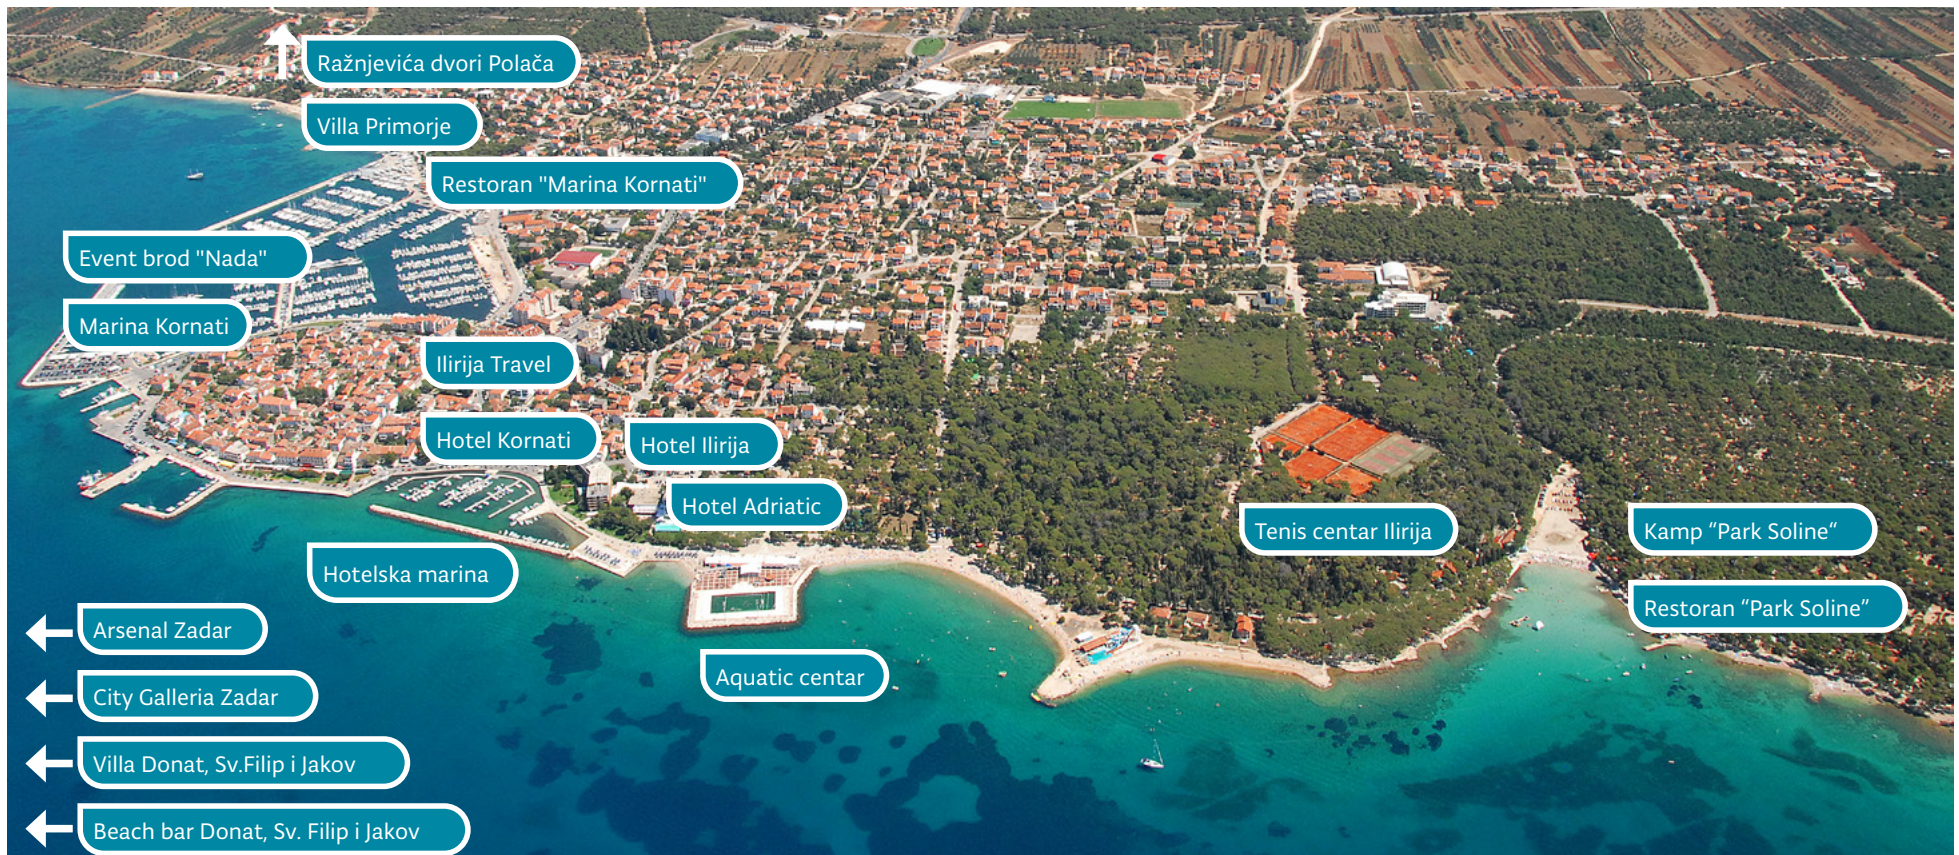 Ražnjevića dvori Polača
Villa Primorje
Restoran "Marina Kornati"
Event brod "Nada"
Marina Kornati
Ilirija Travel
Hotel Kornati
Hotel Ilirija
Hotel Adriatic
Tenis centar Ilirija
Kamp “Park Soline“
Hotelska marina
Restoran “Park Soline”
Arsenal Zadar
Aquatic centar
City Galleria Zadar
Villa Donat, Sv.Filip i Jakov
Beach bar Donat, Sv. Filip i Jakov